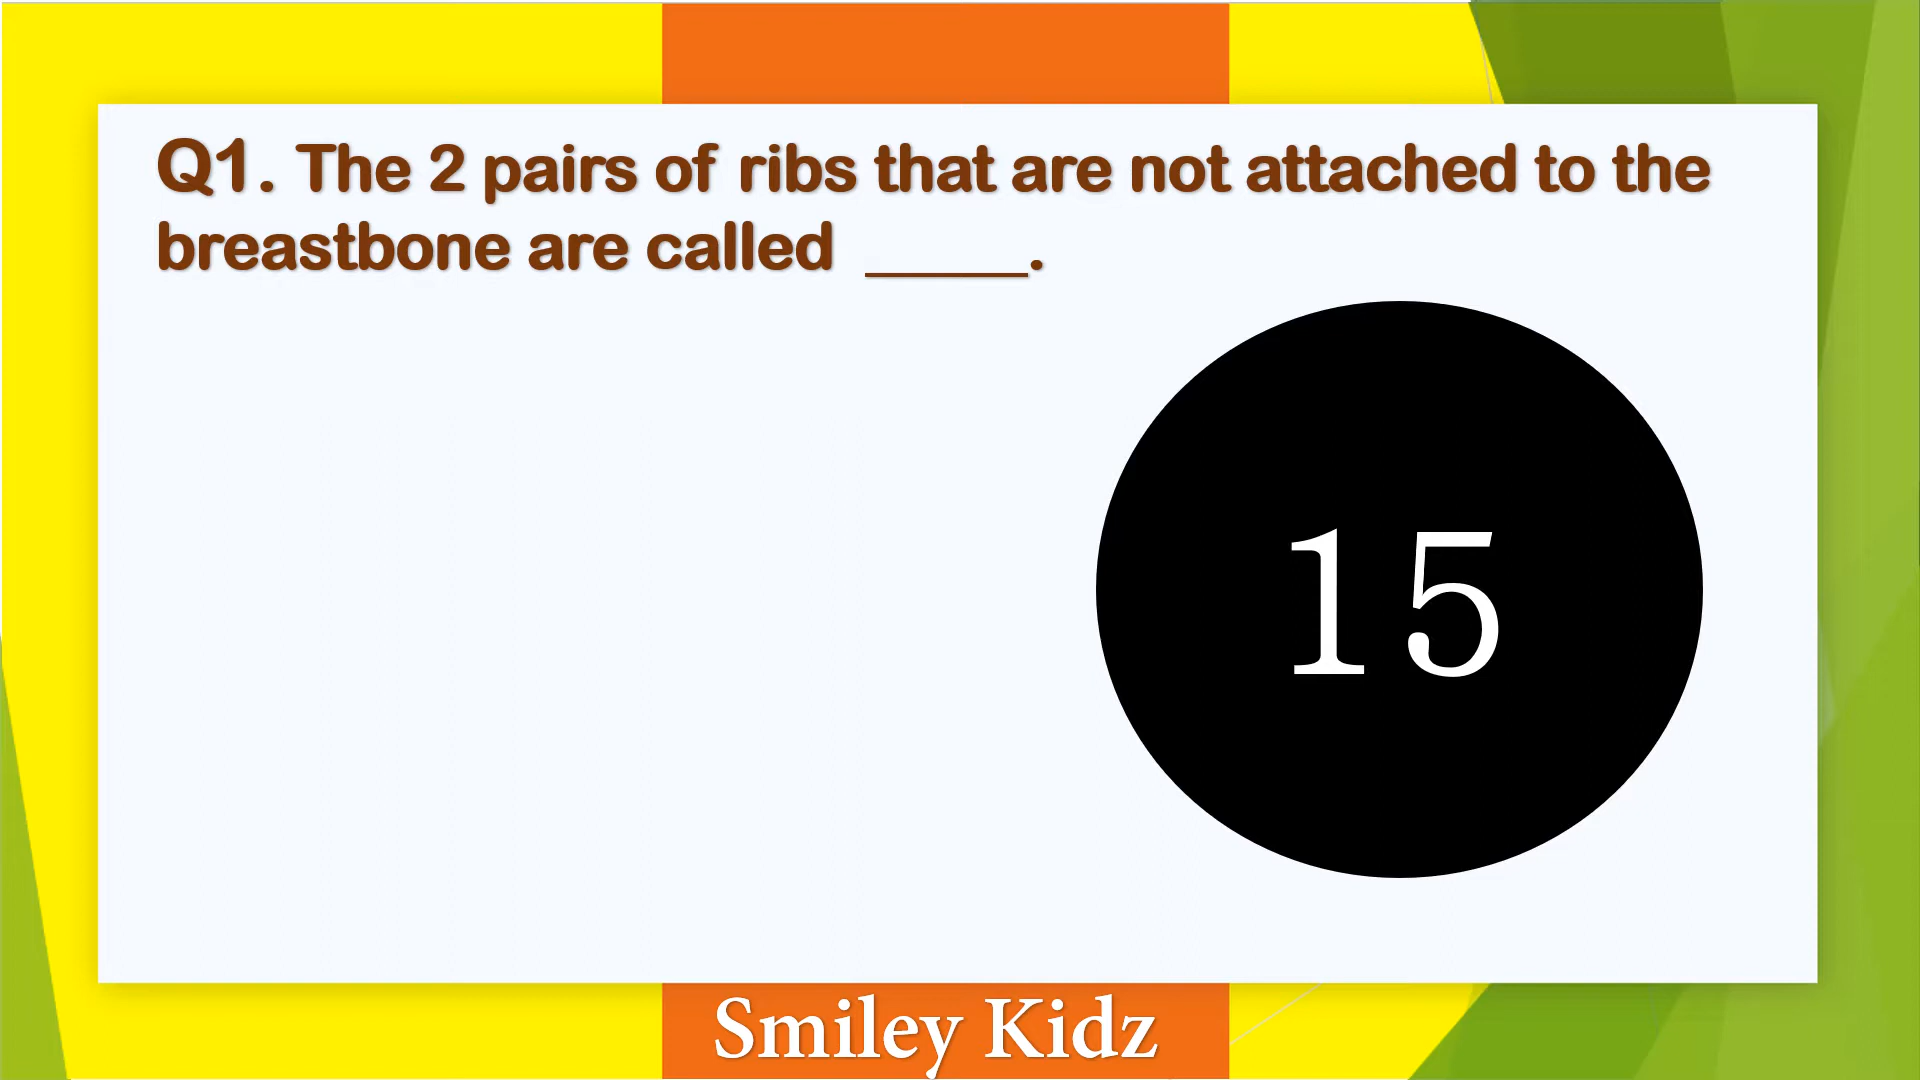 Q1. The 2 pairs of ribs that are not attached to the
breastbone are called _____.
15
Smiley Kidz